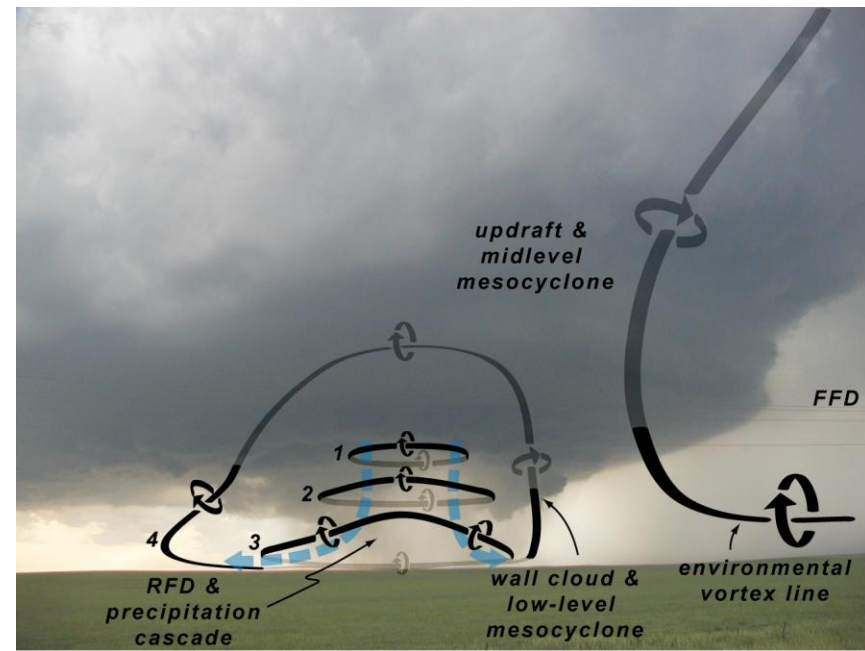 updraft &
midlevel
mesocyclone
FFD
1
2
3
4
RFD &
precipitation
cascade
wall cloud &
low-level
mesocyclone
environmental
vortex line